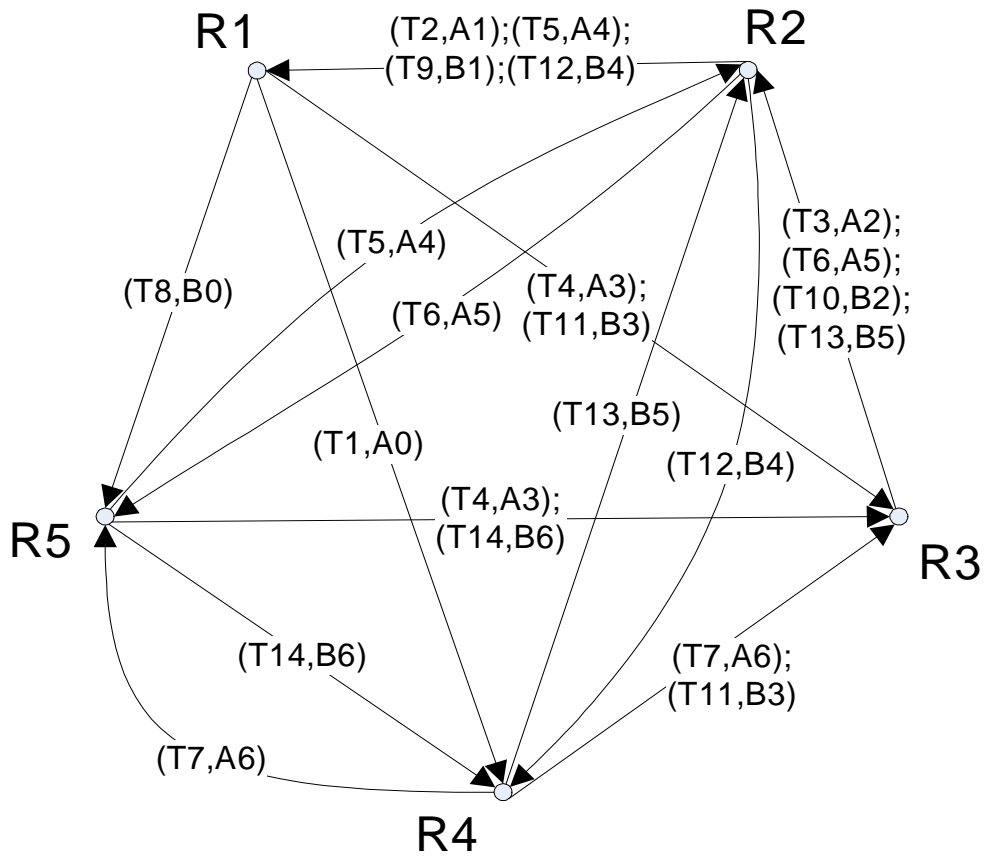 R1
(T2,A1);(T5,A4);
(T9,B1);(T12,B4)
R2
(T5,A4)
(T3,A2);
(T6,A5);
(T10,B2);
(T13,B5)
(T8,B0)
(T6,A5)
(T4,A3);
(T11,B3)
(T1,A0)
(T13,B5)
(T12,B4)
(T4,A3);
(T14,B6)
R5
R3
(T14,B6)
(T7,A6);
(T11,B3)
(T7,A6)
R4